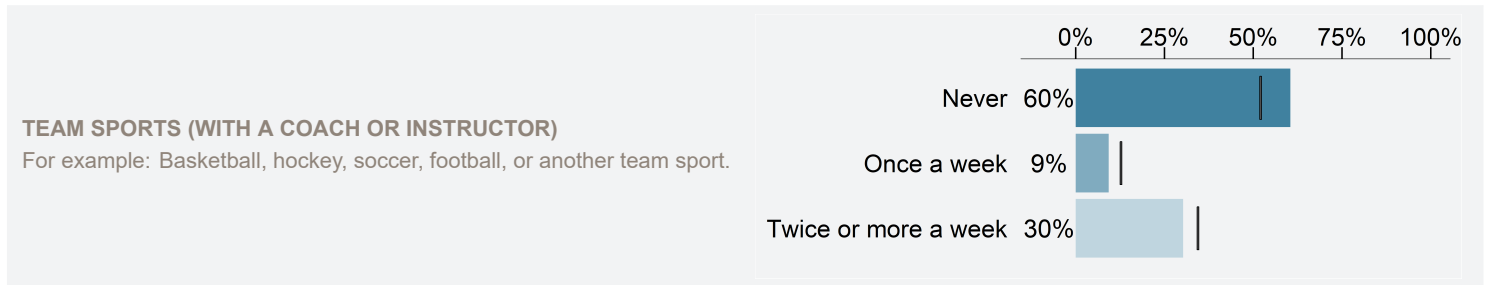 0% 25% 50% 75% 100%
Never 60%
TEAM SPORTS (WITH A COACH OR INSTRUCTOR)
For example: Basketball, hockey, soccer, football, or another team sport.
Once a week 9%
Twice or more a week 30%